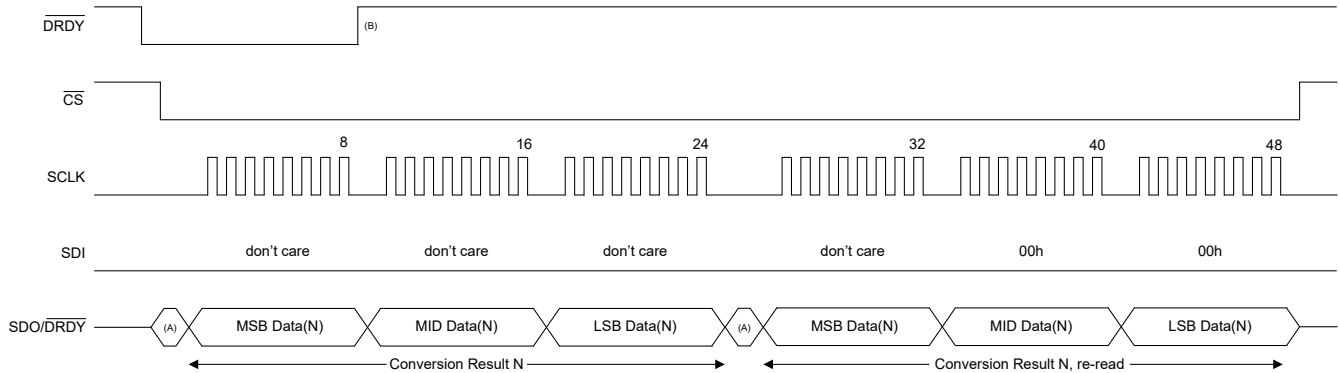 DRDY (B)
CS
8 16 24 32 40 48
SCLK
SDI don't care don't care don't care don't care 00h 00h
SDO/DRDY (A) MSB Data(N) MID Data(N) LSB Data(N) (A) MSB Data(N) MID Data(N) LSB Data(N)
Conversion Result N Conversion Result N, re-read